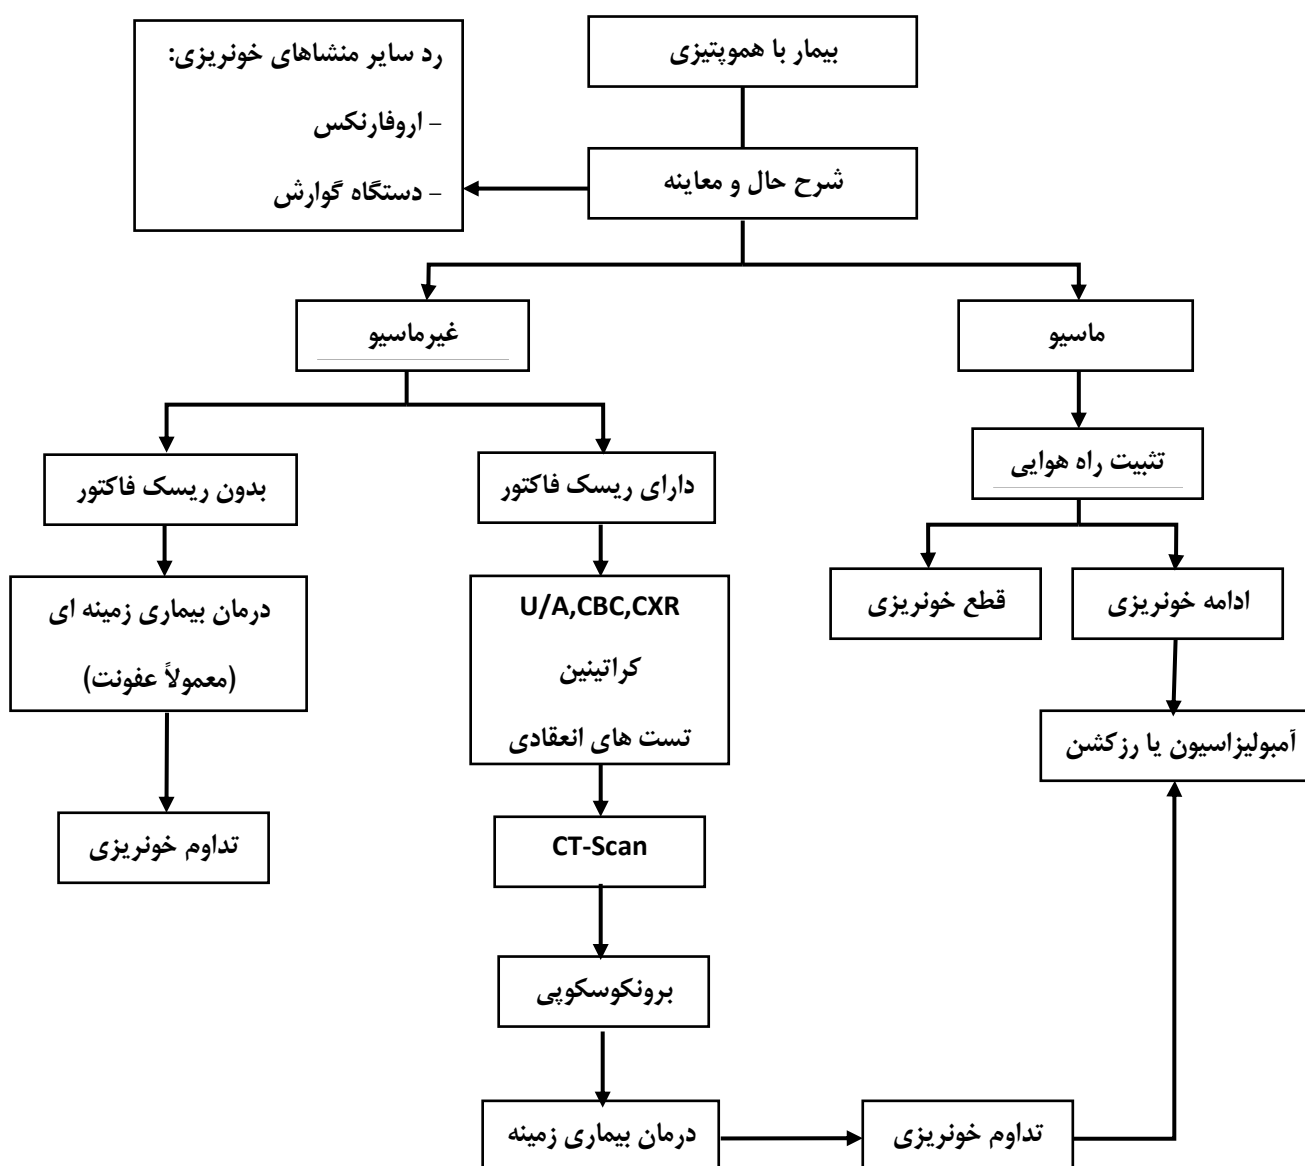 بیمار با هموپتیزی
رد سایر منشاهای خونریزی:
– اروفارنکس
– دستگاه گوارش
شرح حال و معاینه
ماسیو
غیرماسیو
تثبیت راه هوایی
دارای ریسک فاکتور
بدون ریسک فاکتور
ادامه خونریزی
قطع خونریزی
U/A,CBC,CXR
کراتینین
تست های انعقادی
درمان بیماری زمینه ای
(معمولاً عفونت)
آمبولیزاسیون یا رزکشن
CT-Scan
تداوم خونریزی
برونکوسکوپی
درمان بیماری زمینه
تداوم خونریزی